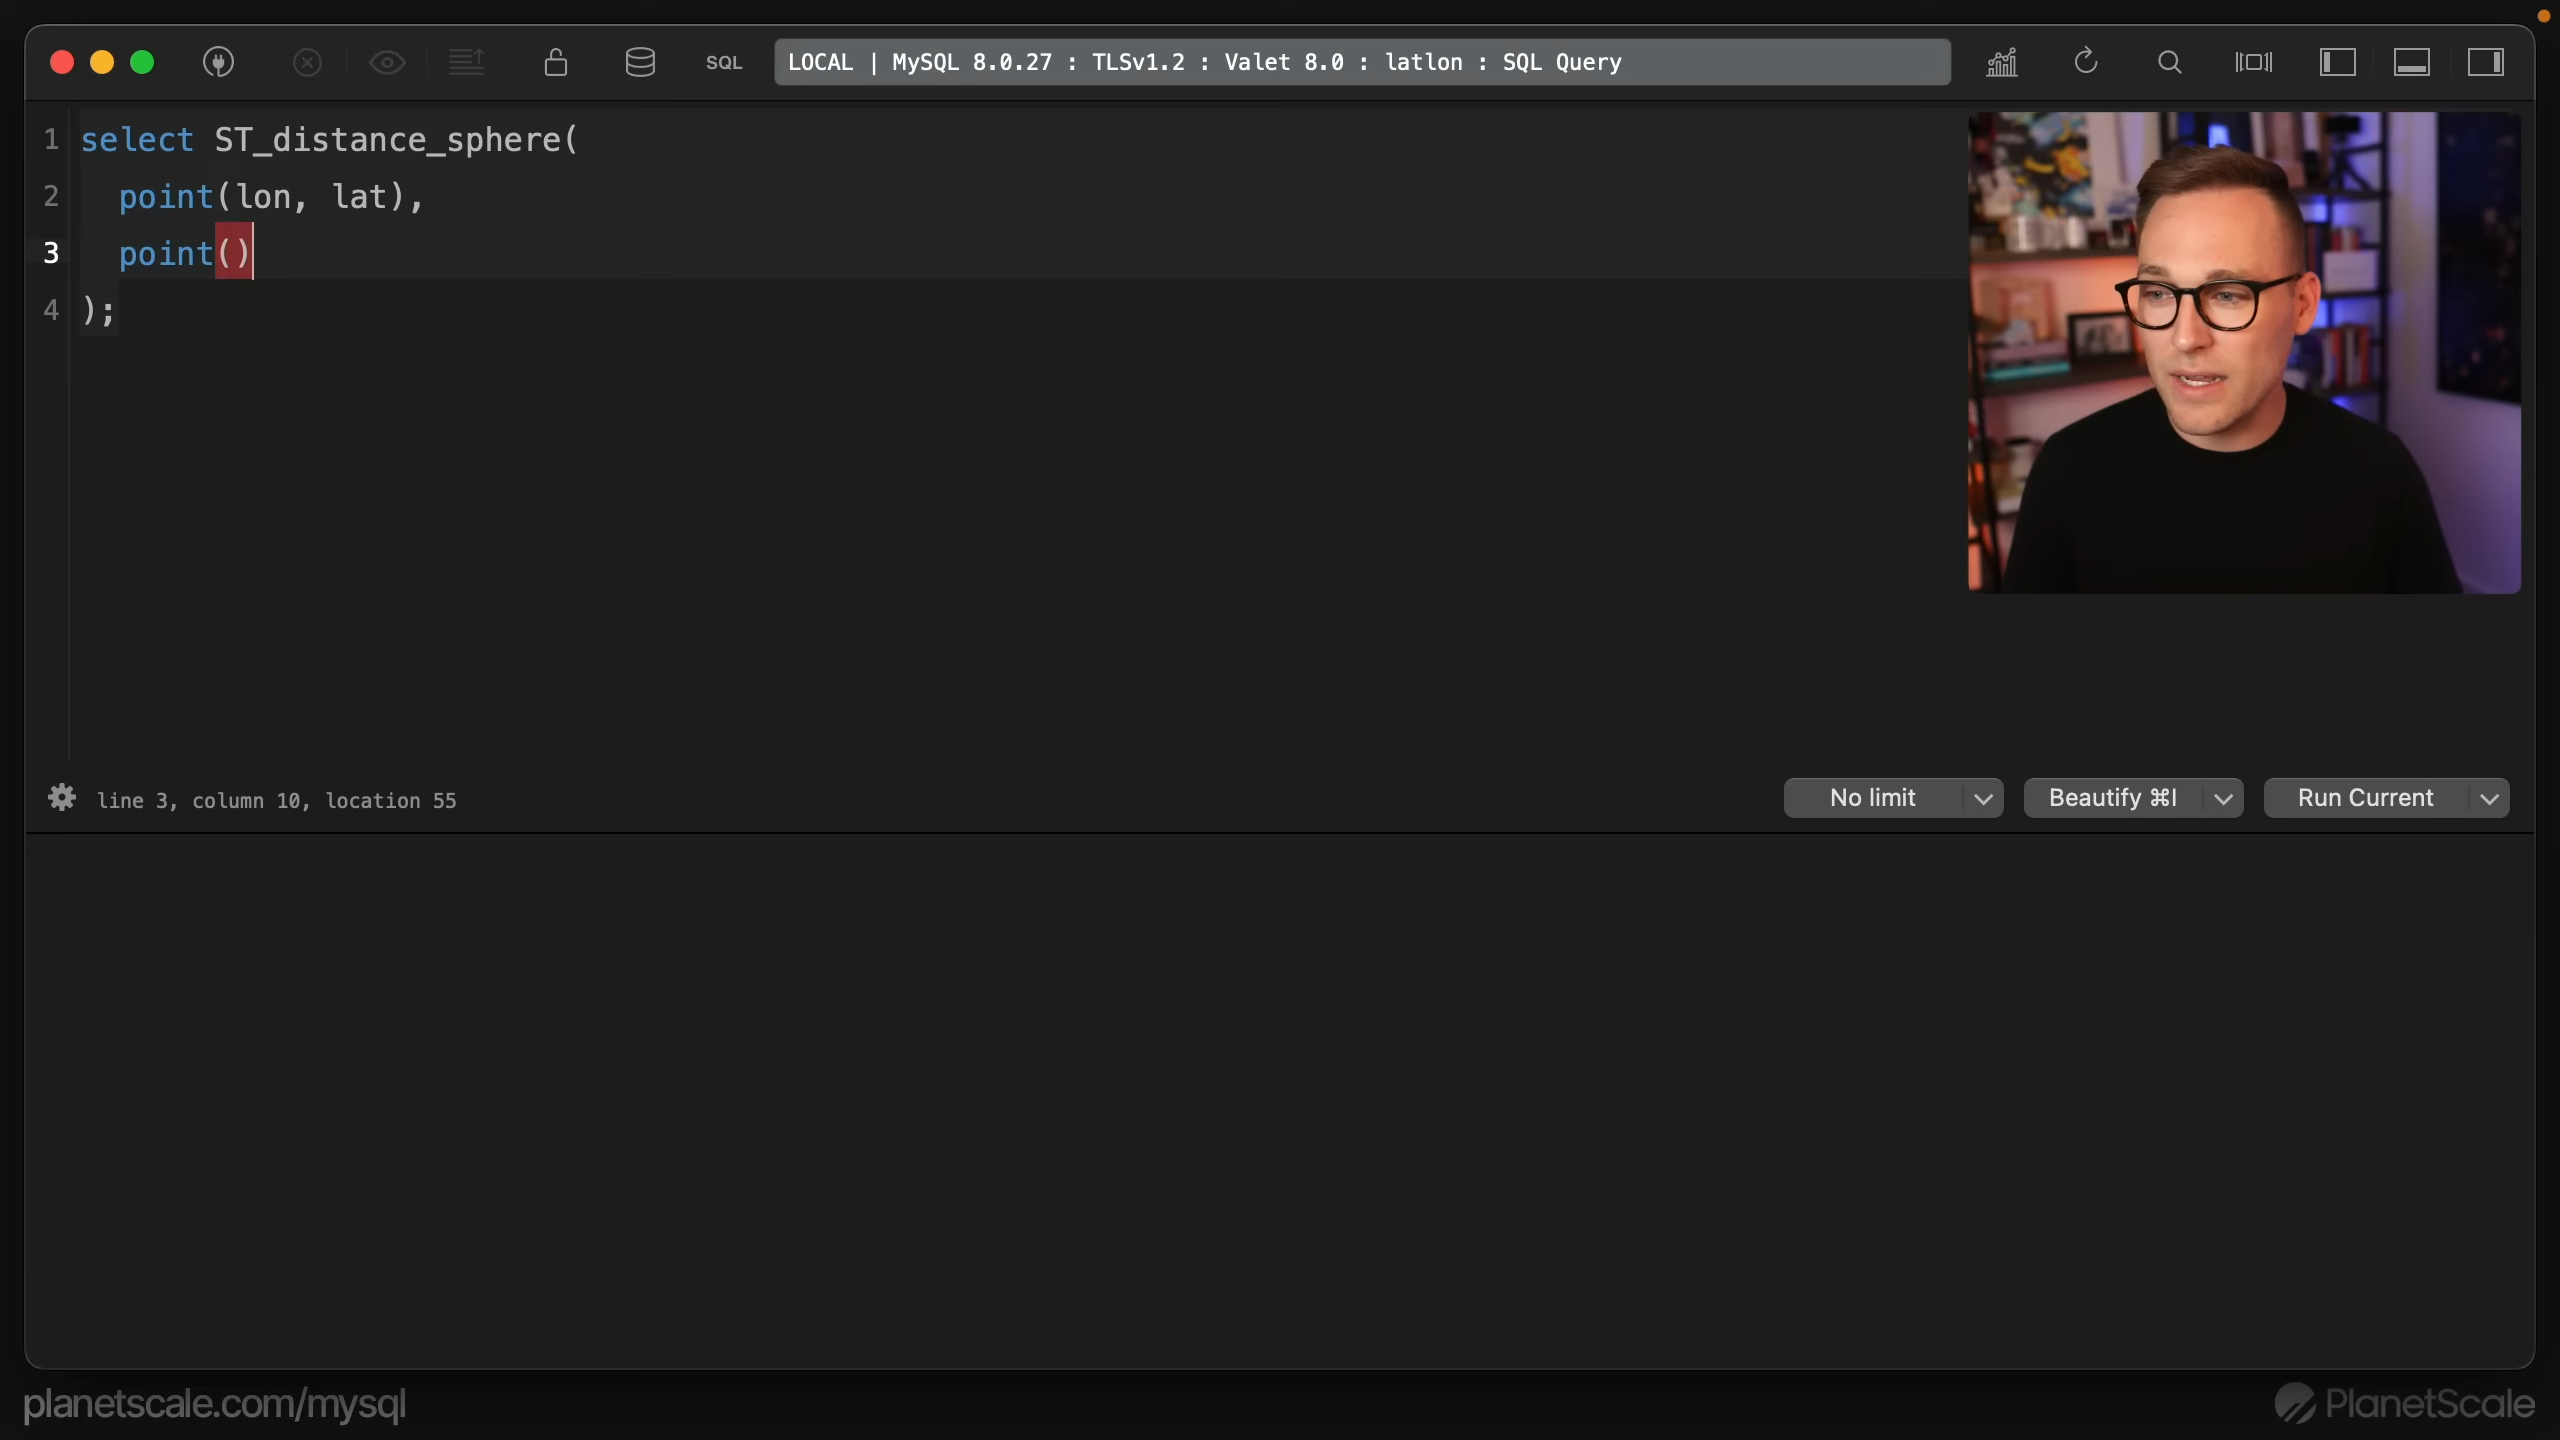 SQL
LOCAL | MySQL 8.0.27 : TLSv1.2 : Valet 8.0 : latlon : SQL Query
1 select ST_distance_sphere(
2 point(lon, lat),
3 point()
4 );
line 3, column 10, location 55
No limit
Beautify ⌘I
Run Current
planetscale.com/mysql
PlanetScale